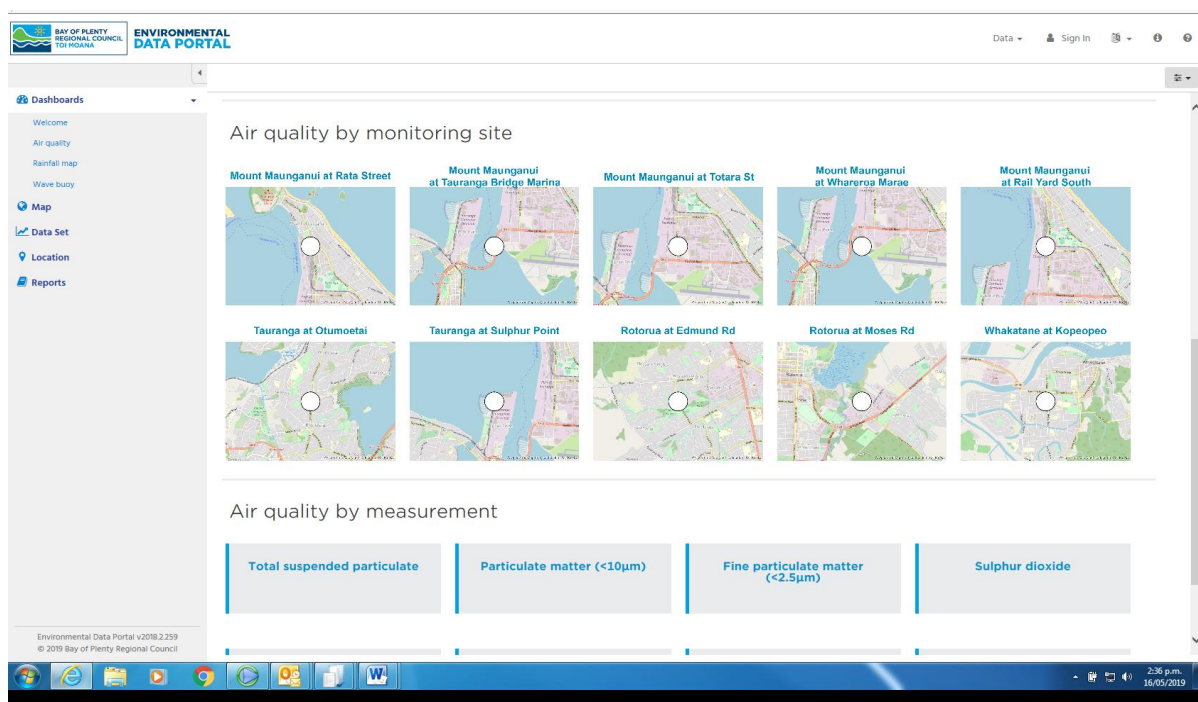 BAY OF PLENTY
REGIONAL COUNCIL
TOI MOANA
ENVIRONMENTAL
DATA PORTAL
Data
Sign In
Dashboards
Welcome
Air quality
Rainfall map
Wave buoy
Map
Data Set
Location
Reports
Air quality by monitoring site
Mount Maunganui at Rata Street
Mount Maunganui
at Tauranga Bridge Marina
Mount Maunganui at Totara St
Mount Maunganui
at Whareroa Marae
Mount Maunganui
at Rail Yard South
Tauranga at Otumoetai
Tauranga at Sulphur Point
Rotorua at Edmund Rd
Rotorua at Moses Rd
Whakatane at Kopeopeo
Air quality by measurement
Total suspended particulate
Particulate matter (<10µm)
Fine particulate matter
(<2.5µm)
Sulphur dioxide
Environmental Data Portal v2018.2.259
© 2019 Bay of Plenty Regional Council
2:36 p.m.
16/05/2019